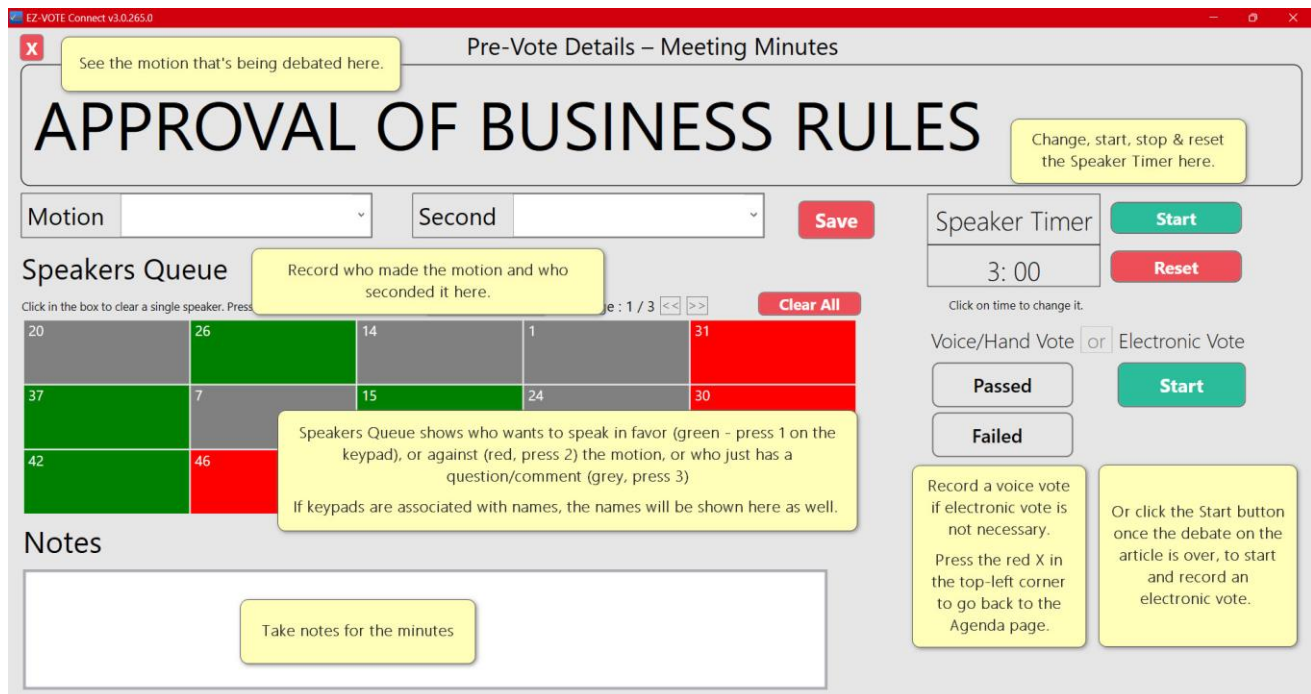 EZ-VOTE Connect v3.0.265.0
X
Pre-Vote Details – Meeting Minutes
See the motion that's being debated here.
APPROVAL OF BUSINESS RULES
Change, start, stop & reset
the Speaker Timer here.
Motion
Second
Save
Speaker Timer
Start
3: 00
Reset
Click on time to change it.
Speakers Queue
Record who made the motion and who
seconded it here.
Click in the box to clear a single speaker. Press
: 1 / 3 << >>
Clear All
20 26 14 1 31
37 7 15 24 30
42 46
Speakers Queue shows who wants to speak in favor (green - press 1 on the
keypad), or against (red, press 2) the motion, or who just has a
question/comment (grey, press 3)
If keypads are associated with names, the names will be shown here as well.
Voice/Hand Vote or Electronic Vote
Passed
Start
Failed
Record a voice vote
if electronic vote is
not necessary.
Press the red X in
the top-left corner
to go back to the
Agenda page.
Or click the Start button
once the debate on the
article is over, to start
and record an
electronic vote.
Notes
Take notes for the minutes